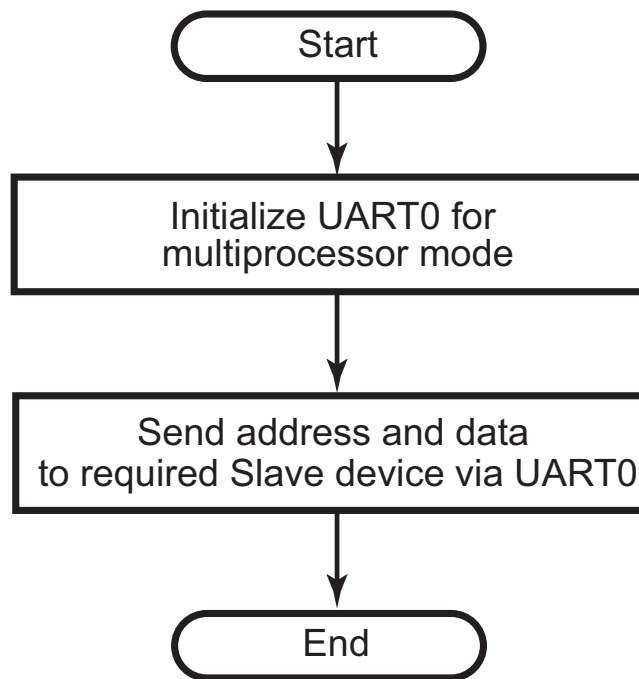 Start
Initialize UART0 for
multiprocessor mode
Send address and data
to required Slave device via UART0
End